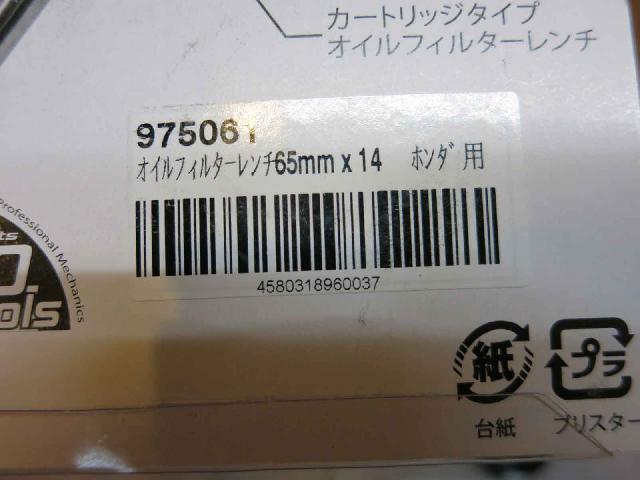 カートリッジタイプ
オイルフィルターレンチ
975061
オイルフィルターレンチ65mm x 14 ホンダ用
4580318960037
Professional Mechanics
紙
プラ
台紙
ブリスター